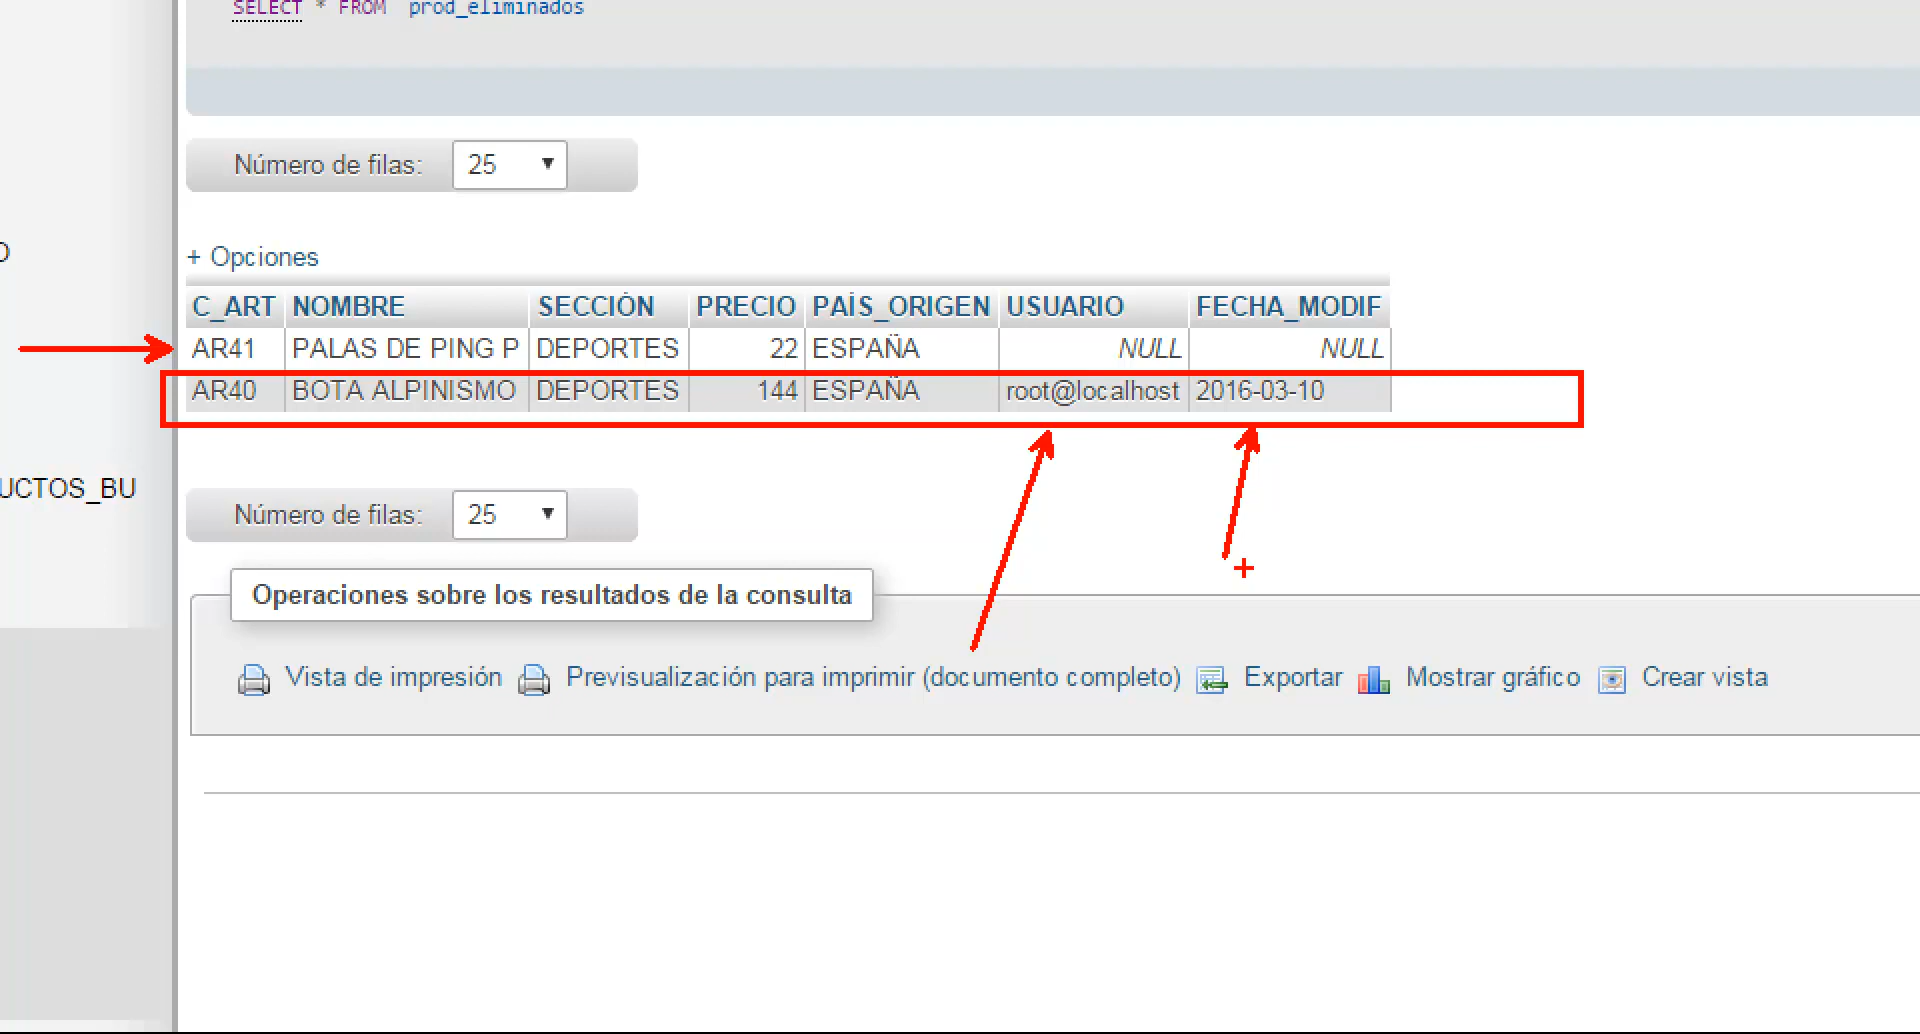 SELECT * FROM prod_eliminados
Número de filas: 25
+ Opciones
C_ART NOMBRE SECCIÓN PRECIO PAÍS_ORIGEN USUARIO FECHA_MODIF
AR41 PALAS DE PING P DEPORTES 22 ESPAÑA NULL NULL
AR40 BOTA ALPINISMO DEPORTES 144 ESPAÑA root@localhost 2016-03-10
UCTOS_BU
Número de filas: 25
Operaciones sobre los resultados de la consulta
Vista de impresión Previsualización para imprimir (documento completo) Exportar Mostrar gráfico Crear vista